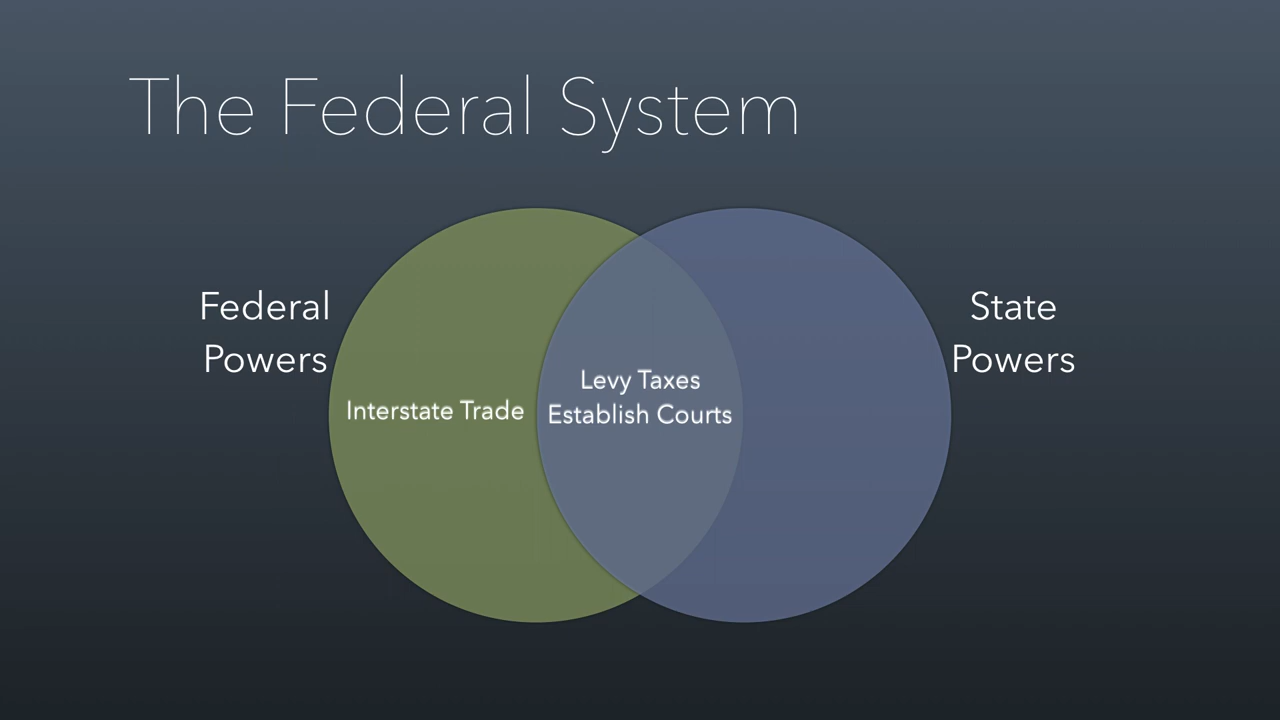 The Federal System
Federal
Powers
State
Powers
Interstate Trade
Levy Taxes
Establish Courts